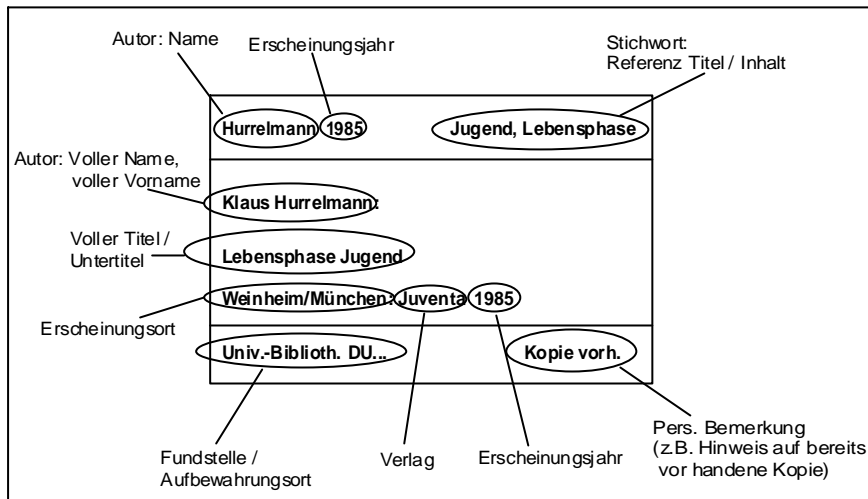 Autor: Name
Erscheinungsjahr
Stichwort:
Referenz Titel / Inhalt
Hurrelmann 1985
Jugend, Lebensphase
Autor: Voller Name,
voller Vorname
Klaus Hurrelmann:
Voller Titel /
Untertitel
Lebensphase Jugend
Weinheim/München: Juventa 1985
Erscheinungsort
Univ.-Biblioth. DU...
Kopie vorh.
Fundstelle /
Aufbewahrungsort
Verlag
Erscheinungsjahr
Pers. Bemerkung
(z.B. Hinweis auf bereits
vor handene Kopie)